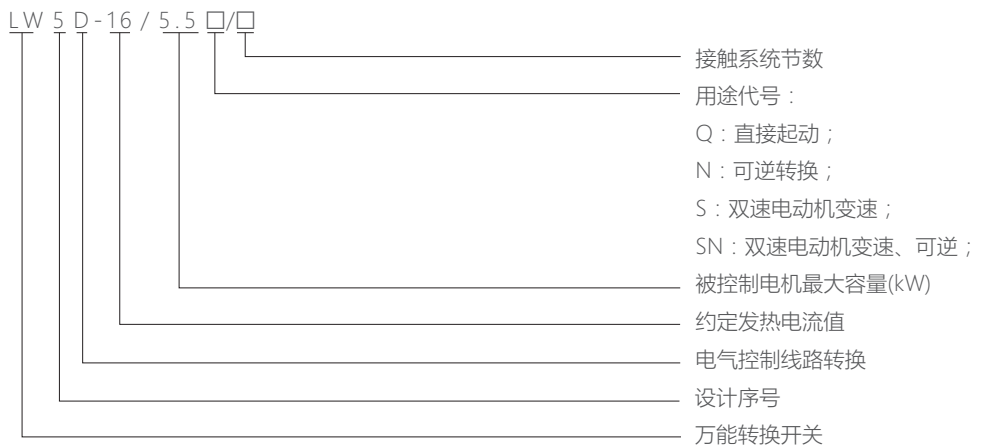 LW5D-16/5.5□/□
接触系统节数
用途代号：
Q：直接起动；
N：可逆转换；
S：双速电动机变速；
SN：双速电动机变速、可逆；
被控制电机最大容量(kW)
约定发热电流值
电气控制线路转换
设计序号
万能转换开关